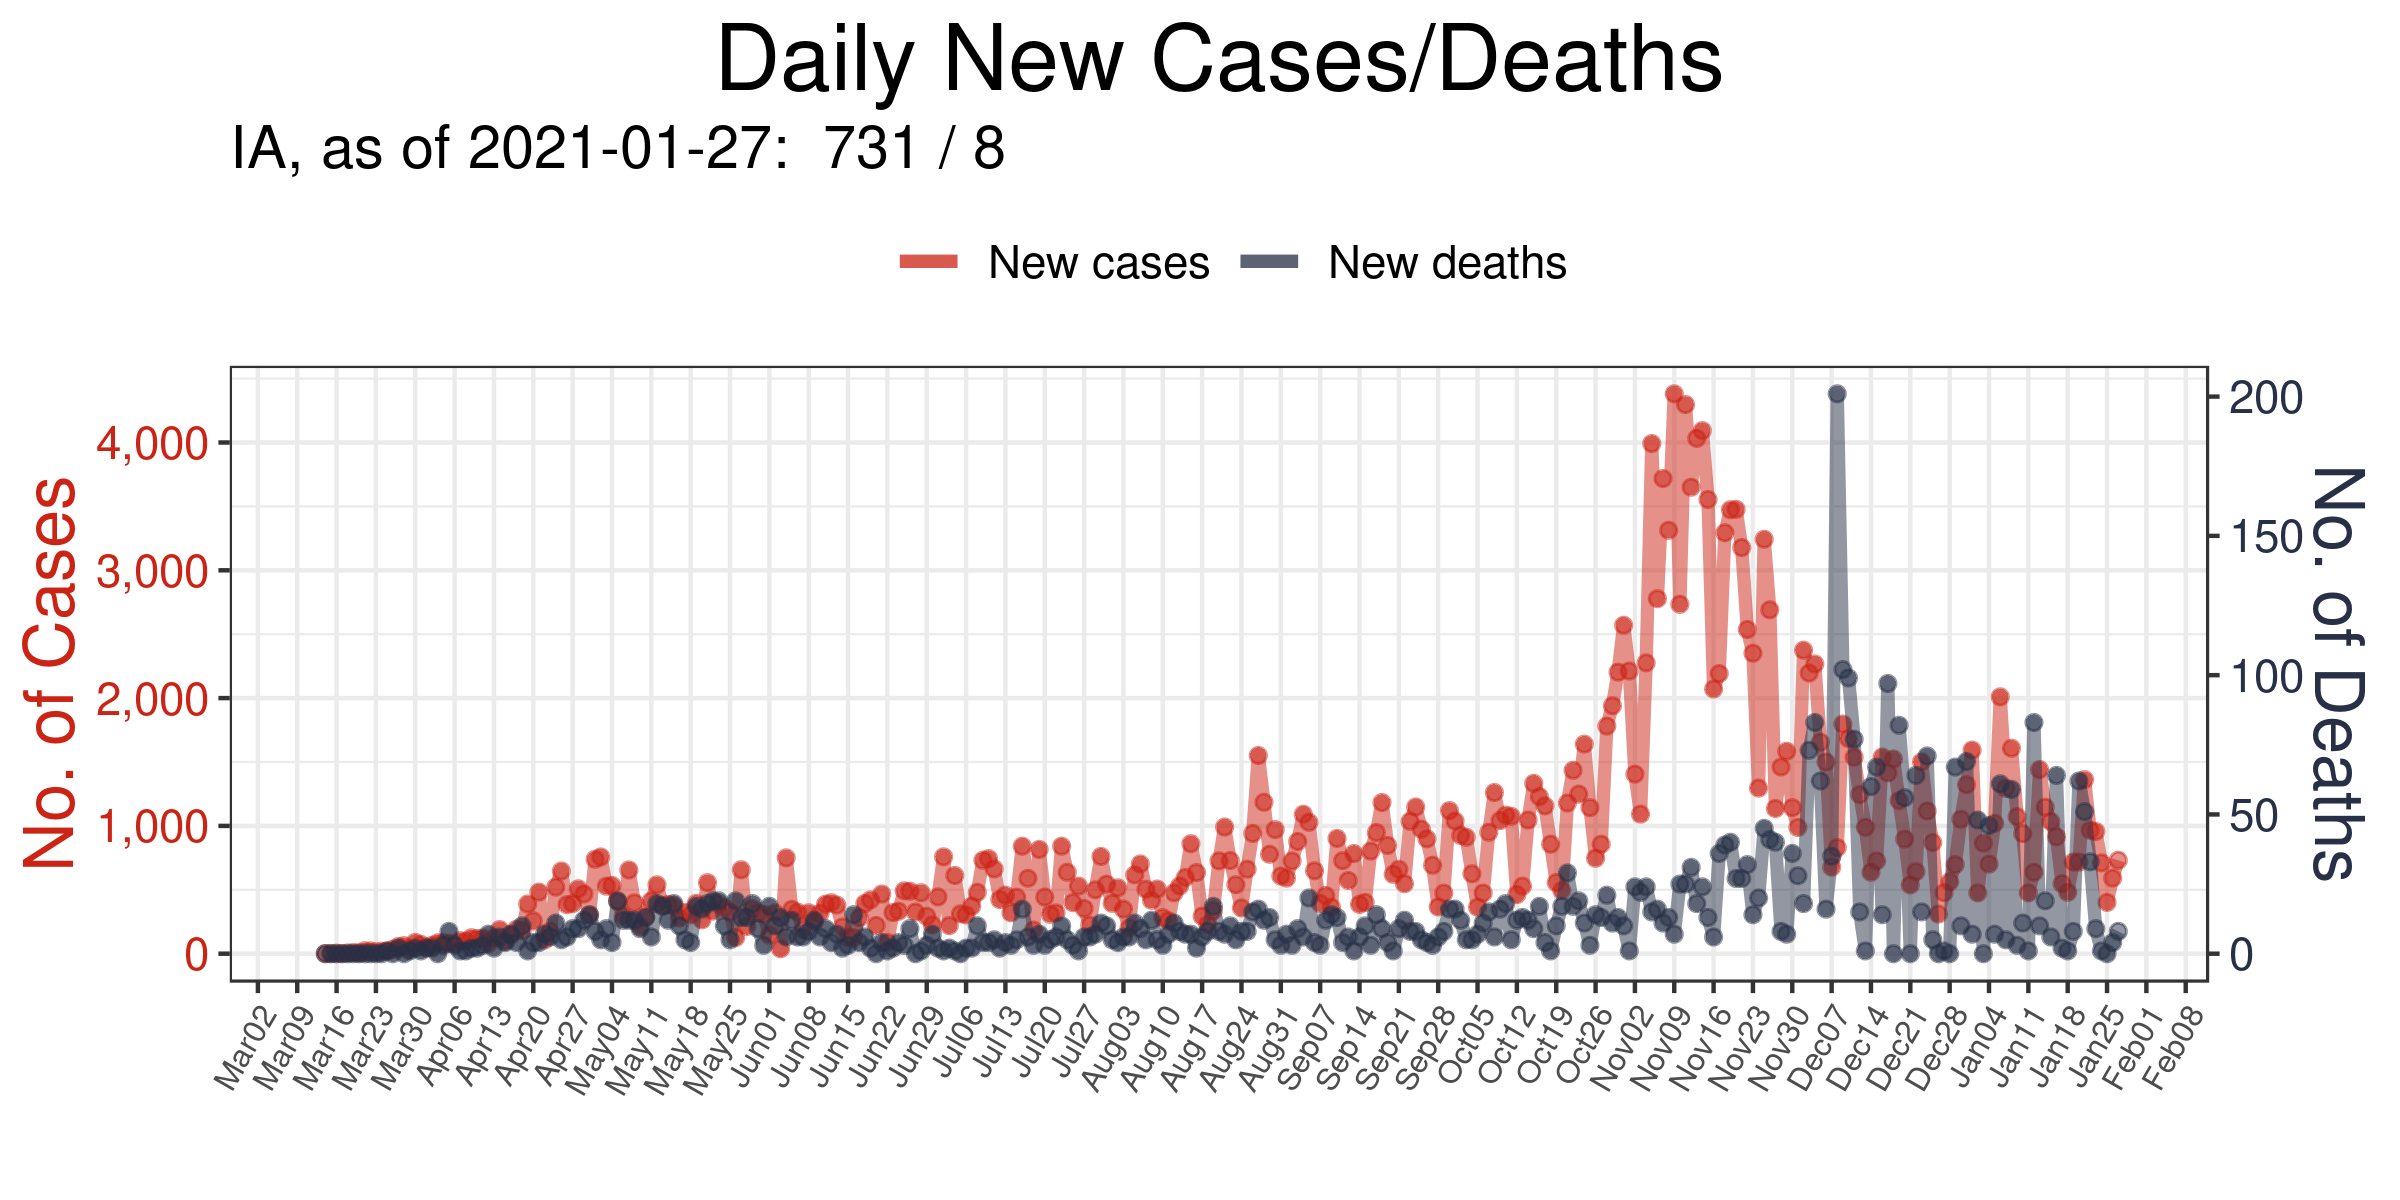 Daily New Cases/Deaths
IA, as of 2021-01-27: 731 / 8
New cases
New deaths
No. of Cases
4,000
3,000
2,000
1,000
0
200
150
100
50
0
No. of Deaths
Mar02
Mar09
Mar16
Mar23
Mar30
Apr06
Apr13
Apr20
Apr27
May04
May11
May18
May25
Jun01
Jun08
Jun15
Jun22
Jun29
Jul06
Jul13
Jul20
Jul27
Aug03
Aug10
Aug17
Aug24
Aug31
Sep07
Sep14
Sep21
Sep28
Oct05
Oct12
Oct19
Oct26
Nov02
Nov09
Nov16
Nov23
Nov30
Dec07
Dec14
Dec21
Dec28
Jan04
Jan11
Jan18
Jan25
Feb01
Feb08